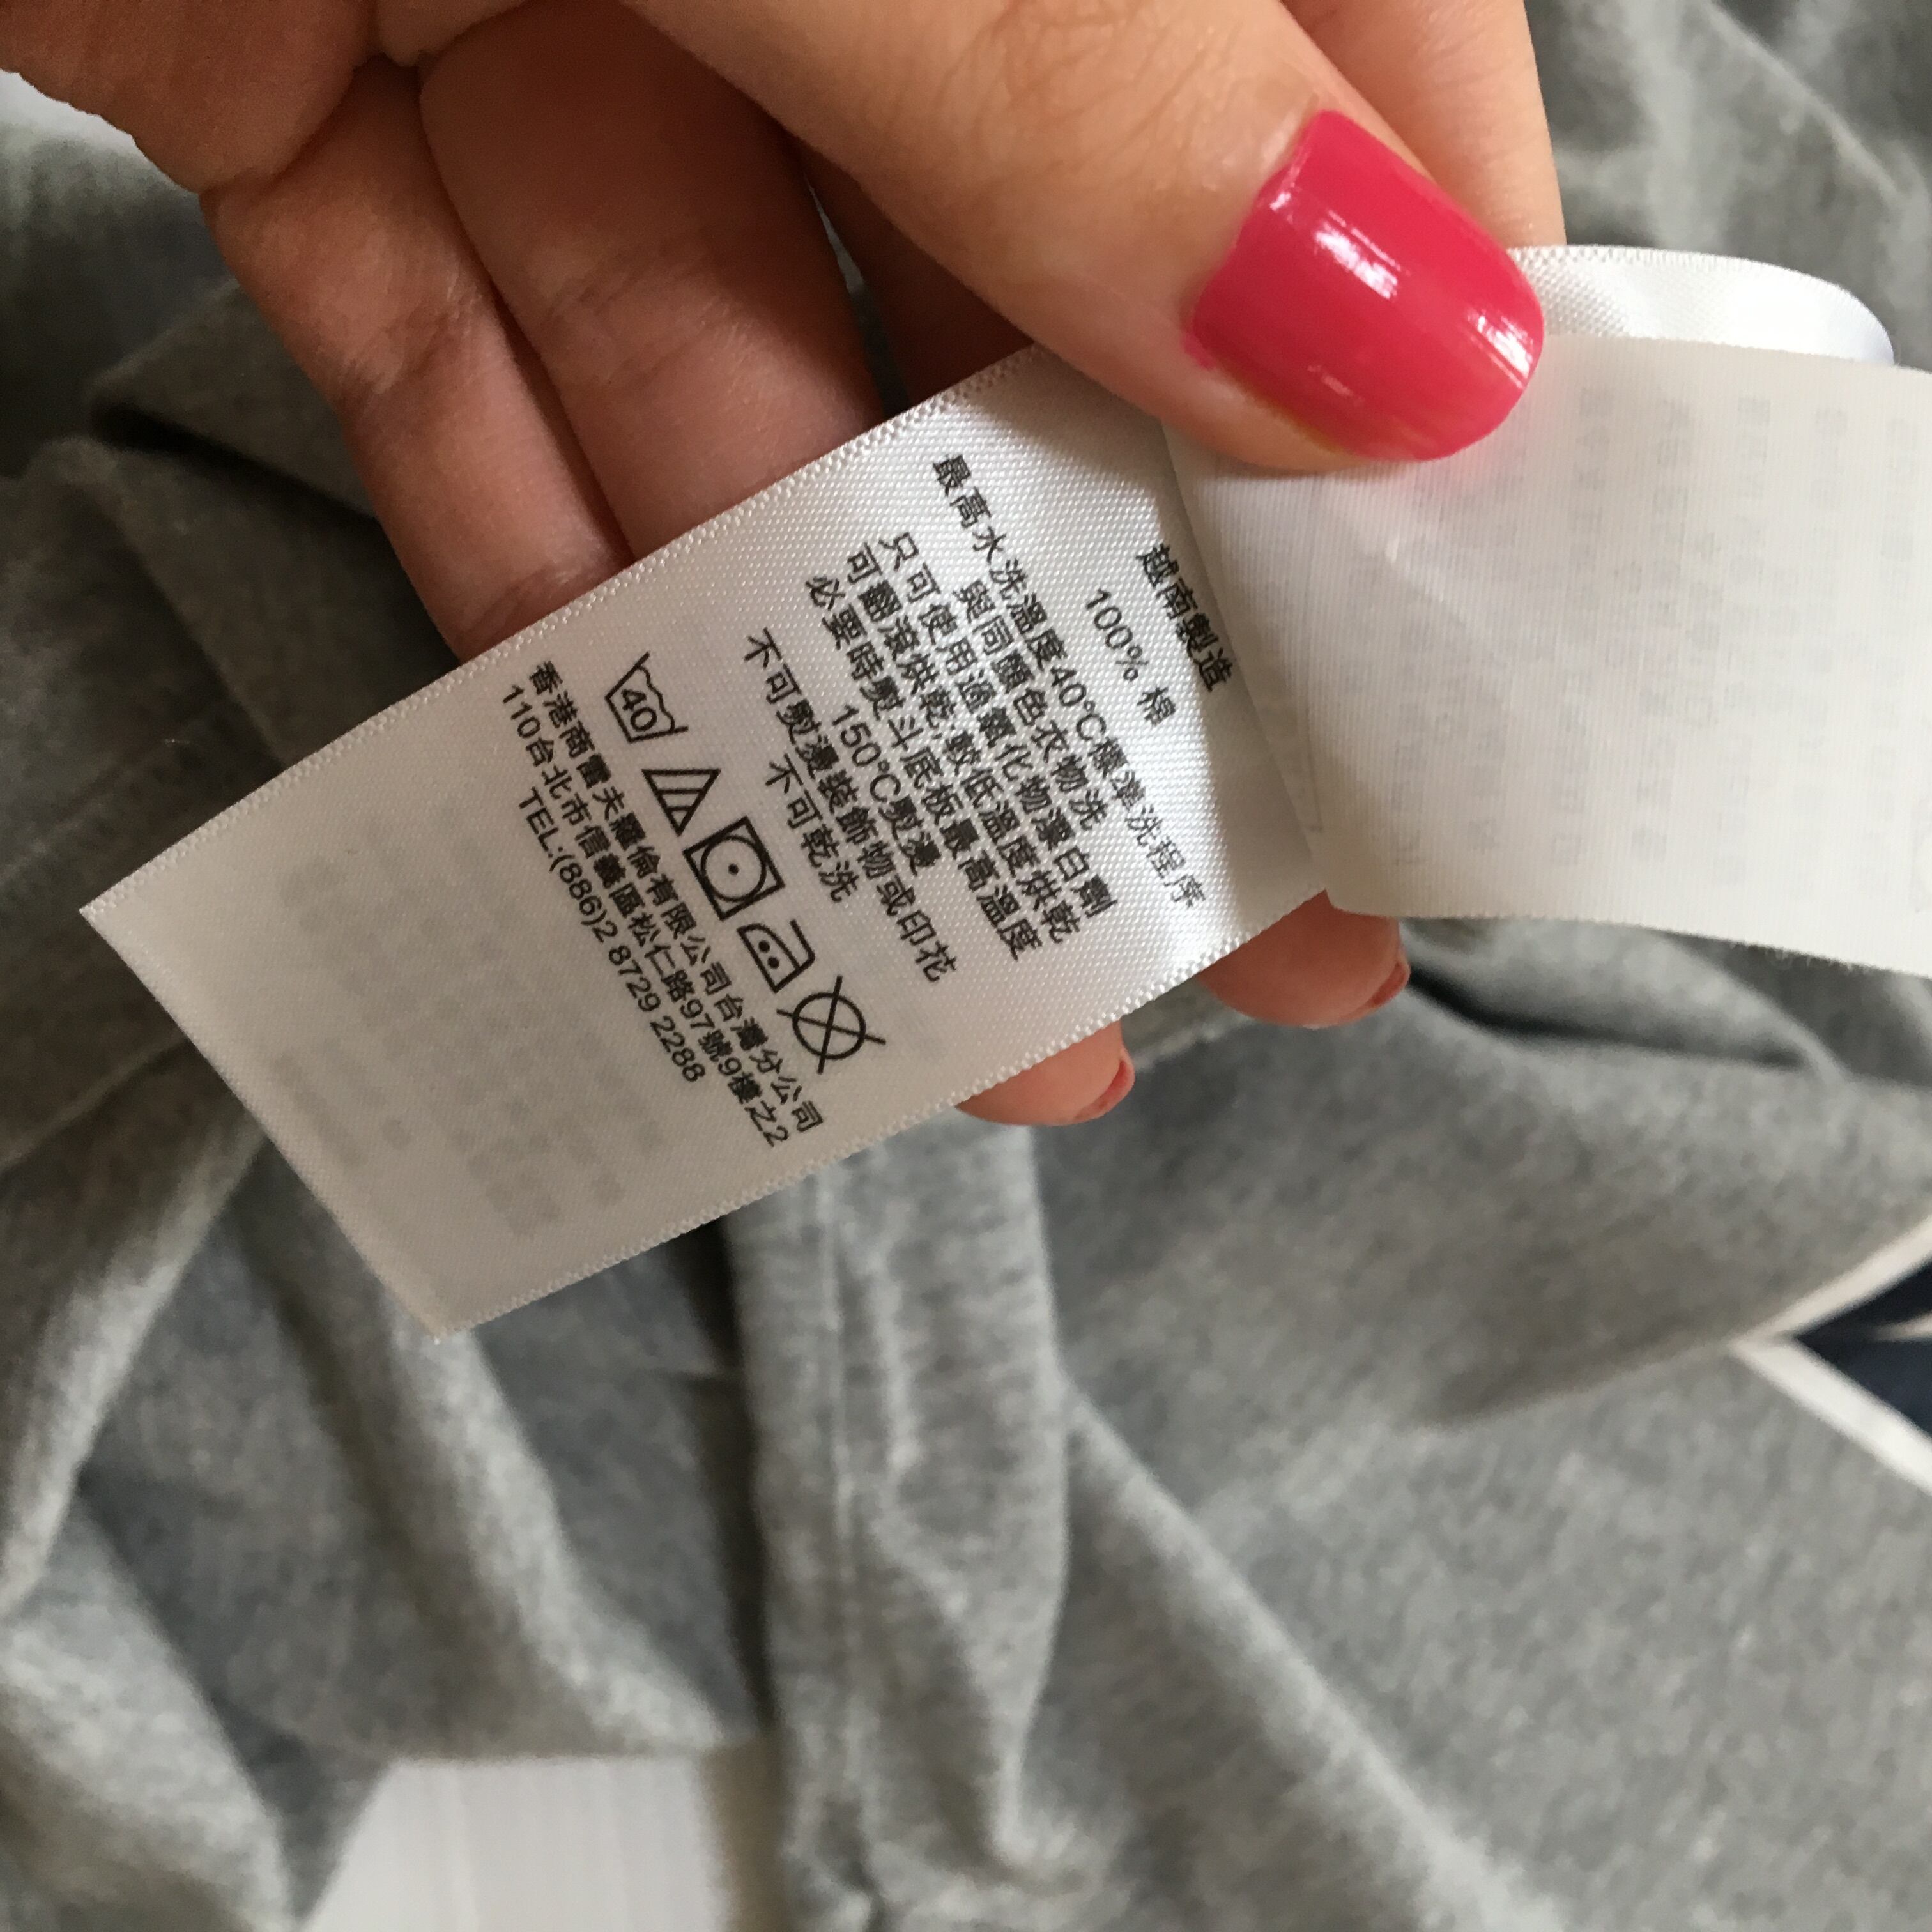 越南製造
100% 棉
最高水洗溫度40℃標準洗程序
與同顏色衣物洗
只可使用過氧化物漂白劑
可翻滾烘乾,較低溫度烘乾
必要時熨斗底板最高溫度
150℃熨燙
不可熨燙裝飾物或印花
不可乾洗
40
香港商雷夫羅倫有限公司台灣分公司
110台北市信義區松仁路97號9樓之2
TEL:(886)2 8729 2288